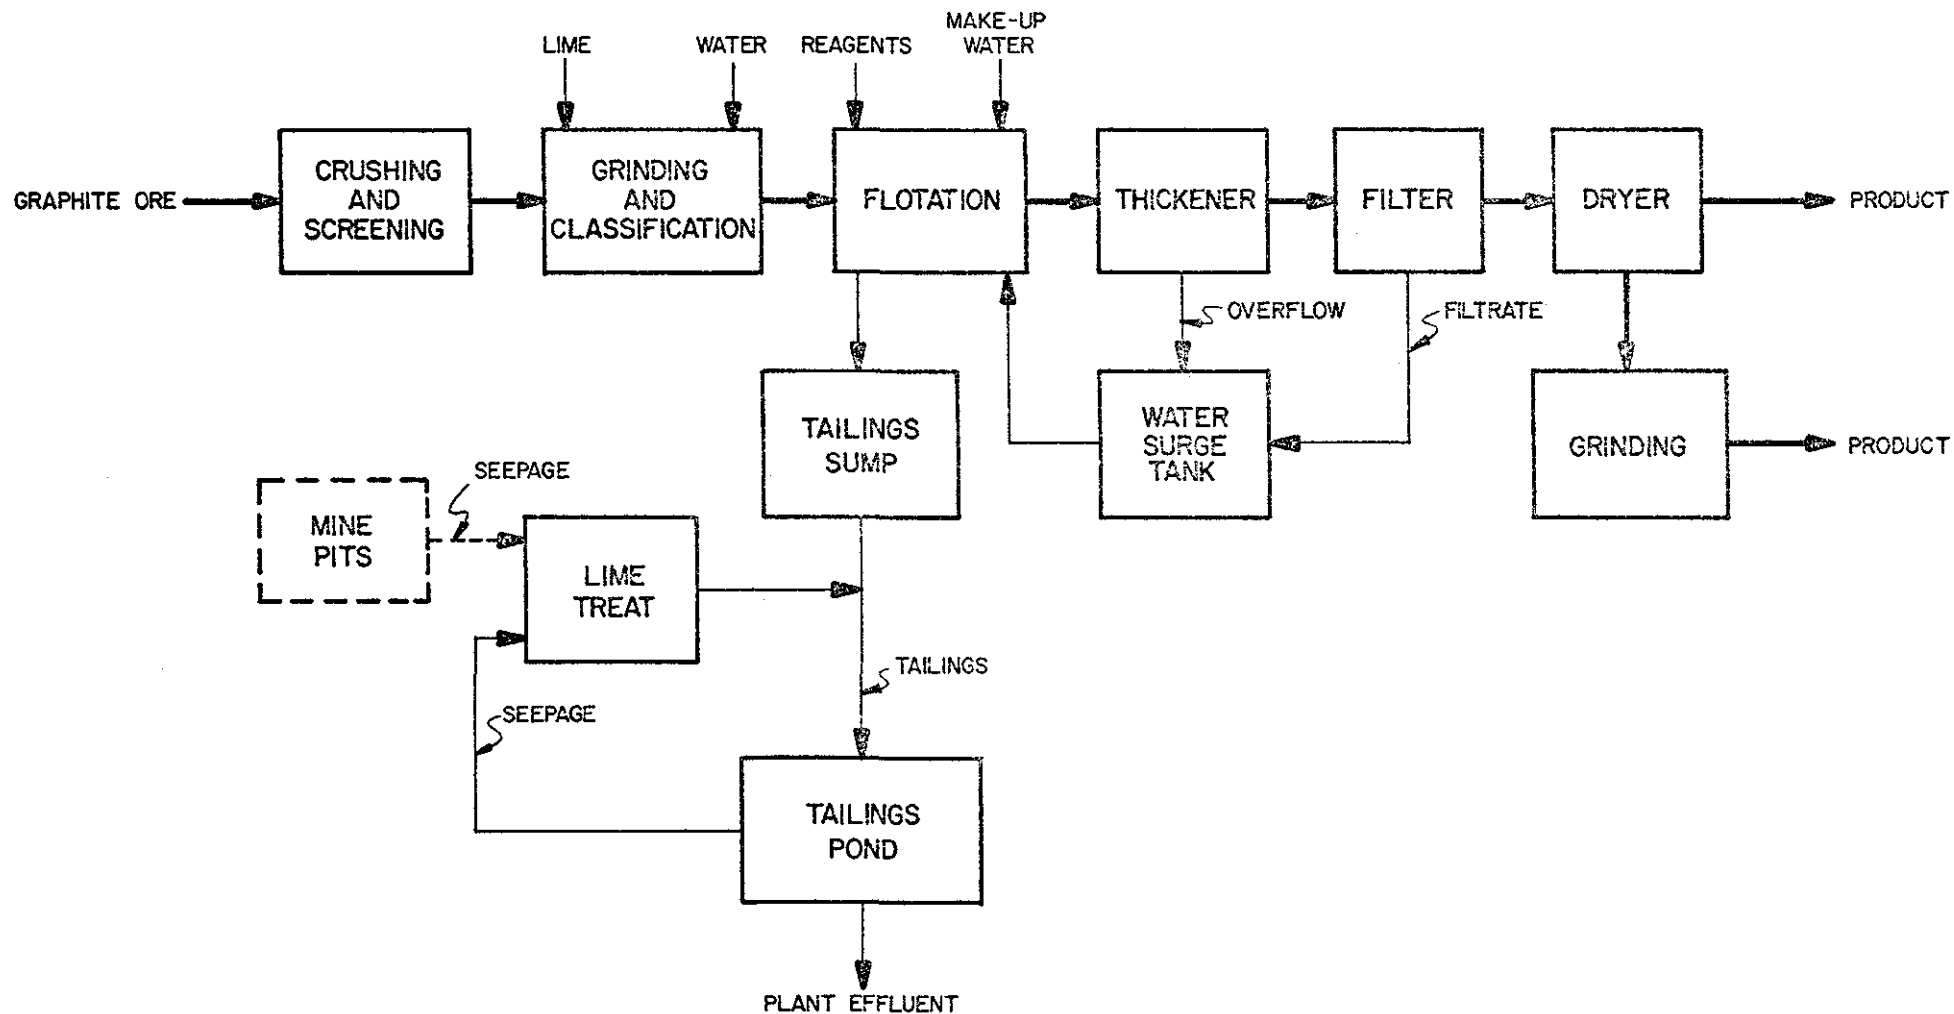 LIME
WATER
REAGENTS
MAKE-UP
WATER
GRAPHITE ORE
CRUSHING
AND
SCREENING
GRINDING
AND
CLASSIFICATION
FLOTATION
THICKENER
FILTER
DRYER
PRODUCT
OVERFLOW
FILTRATE
TAILINGS
SUMP
WATER
SURGE
TANK
GRINDING
PRODUCT
SEEPAGE
MINE
PITS
LIME
TREAT
TAILINGS
SEEPAGE
TAILINGS
POND
PLANT EFFLUENT